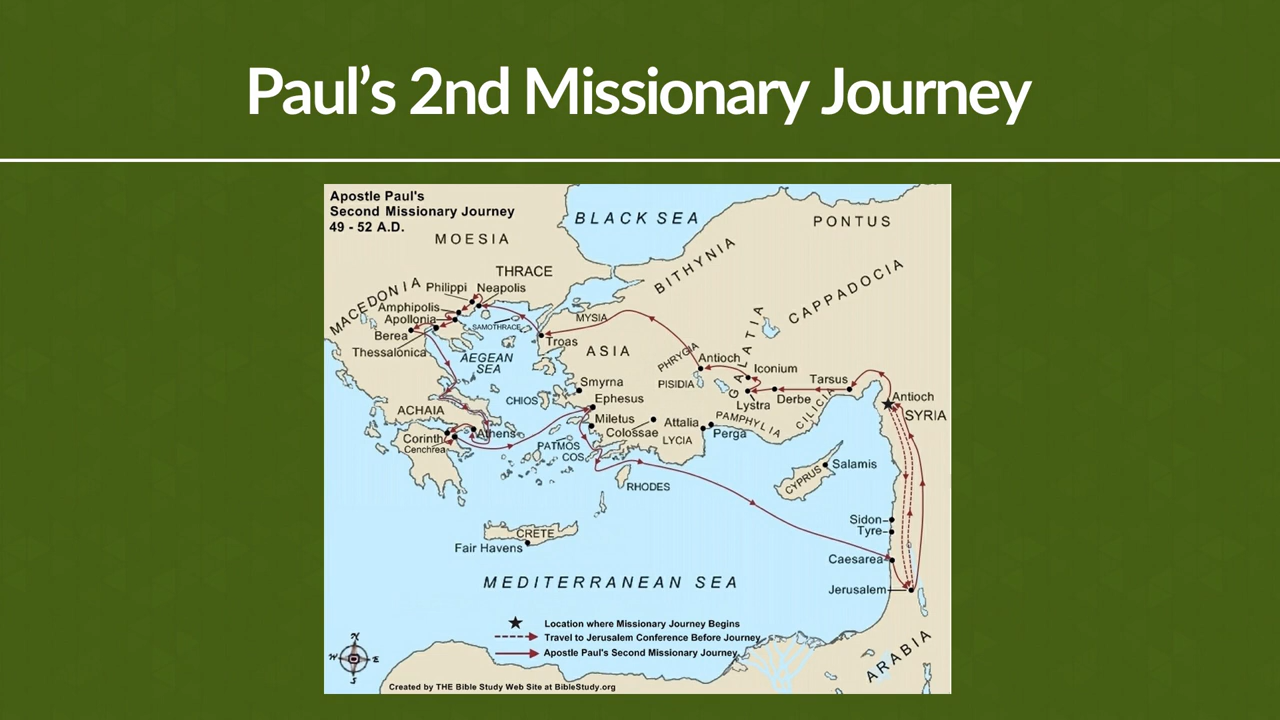 Paul’s 2nd Missionary Journey
Apostle Paul's
Second Missionary Journey
49 - 52 A.D.
BLACK SEA
PONTUS
MOESIA
THRACE
BITHYNIA
CAPPADOCIA
MACEDONIA
Philippi
Neapolis
Amphipolis
Apollonia
SAMOTHRACE
MYSIA
Berea
Troas
Thessalonica
AEGEAN
SEA
ASIA
PHRYGIA
GALATIA
Antioch
Iconium
PISIDIA
Tarsus
Smyrna
CHIOS
Ephesus
Lystra
Derbe
CILICIA
Antioch
SYRIA
ACHAIA
Miletus
Attalia
PAMPHYLIA
Colossae
LYCIA
Perga
Corinth
Athens
Cenchrea
PATMOS
COS
Salamis
CYPRUS
RHODES
Sidon
Tyre
CRETE
Fair Havens
Caesarea
MEDITERRANEAN SEA
Jerusalem
Location where Missionary Journey Begins
Travel to Jerusalem Conference Before Journey
Apostle Paul's Second Missionary Journey
ARABIA
N
W
E
S
Created by THE Bible Study Web Site at BibleStudy.org